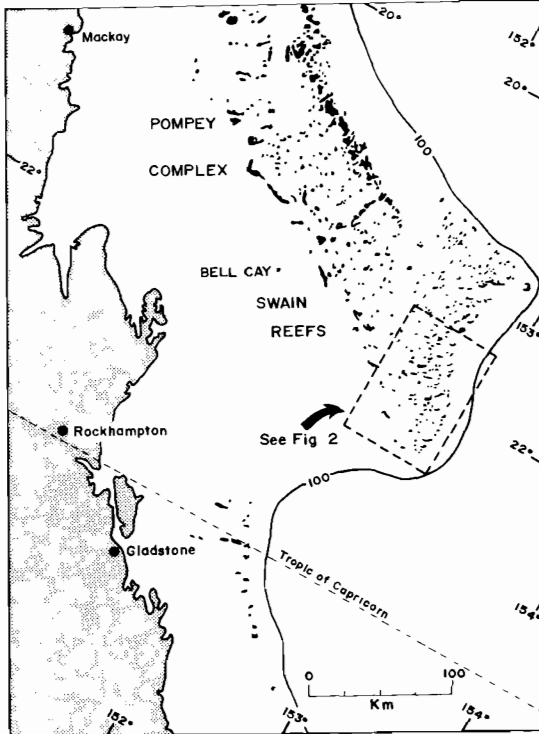 20°
152°
Mackay
20°
POMPEY
100
22°
COMPLEX
BELL CAY
SWAIN
REEFS
153°
Rockhampton
See Fig 2
22°
100
Gladstone
Tropic of Capricorn
154°
0 100
Km
152°
153°
154°